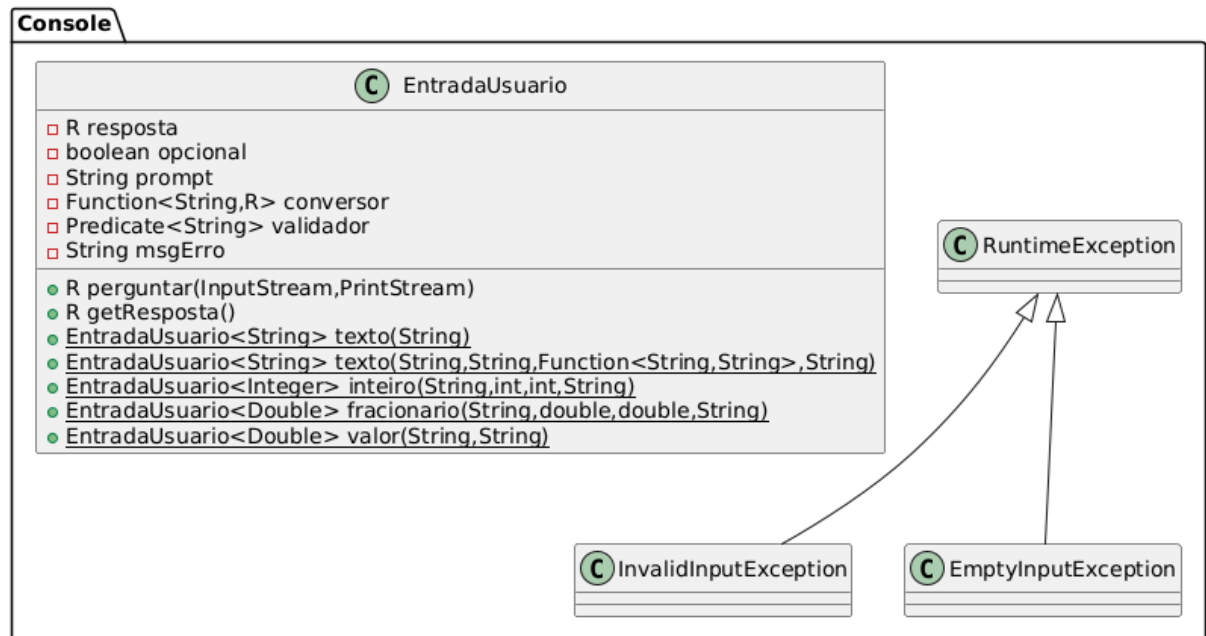 Console
C EntradaUsuario
R resposta
boolean opcional
String prompt
Function<String,R> conversor
Predicate<String> validador
String msgErro
R perguntar(InputStream,PrintStream)
R getResposta()
EntradaUsuario<String> texto(String)
EntradaUsuario<String> texto(String,String,Function<String,String>,String)
EntradaUsuario<Integer> inteiro(String,int,int,String)
EntradaUsuario<Double> fracionario(String,double,double,String)
EntradaUsuario<Double> valor(String,String)
C RuntimeException
C InvalidInputException
C EmptyInputException